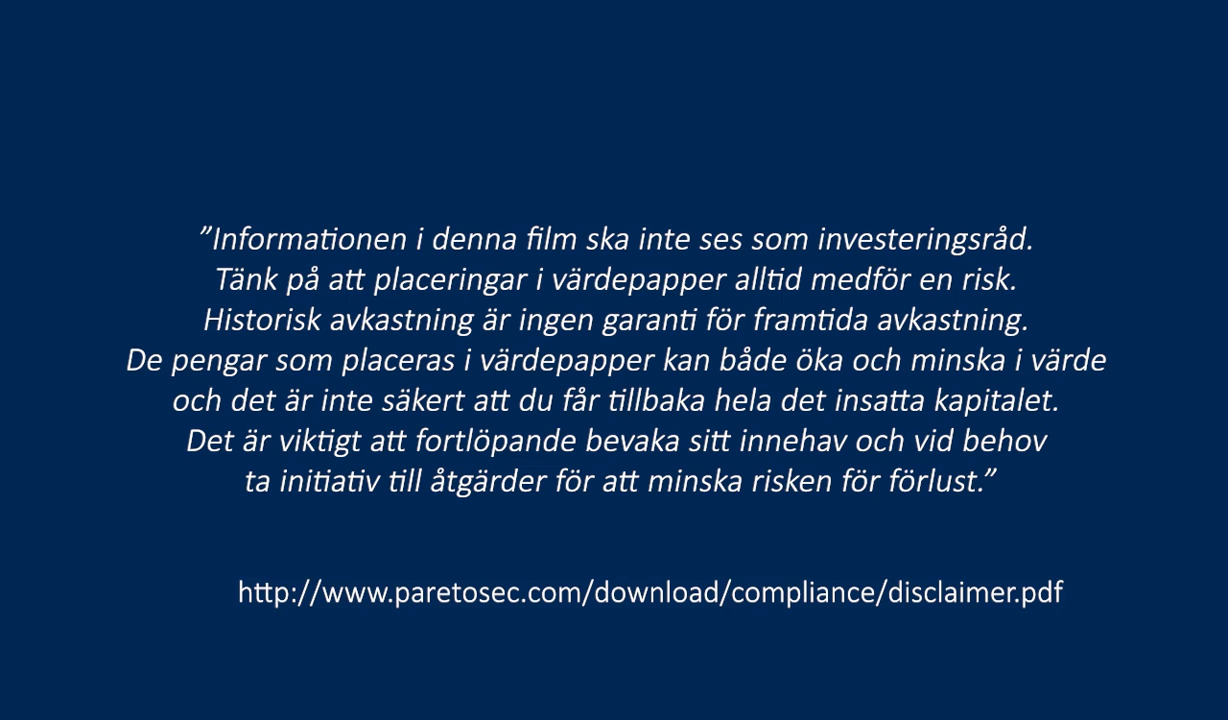 ”Informationen i denna film ska inte ses som investeringsråd.
Tänk på att placeringar i värdepapper alltid medför en risk.
Historisk avkastning är ingen garanti för framtida avkastning.
De pengar som placeras i värdepapper kan både öka och minska i värde
och det är inte säkert att du får tillbaka hela det insatta kapitalet.
Det är viktigt att fortlöpande bevaka sitt innehav och vid behov
ta initiativ till åtgärder för att minska risken för förlust.”
http://www.paretosec.com/download/compliance/disclaimer.pdf